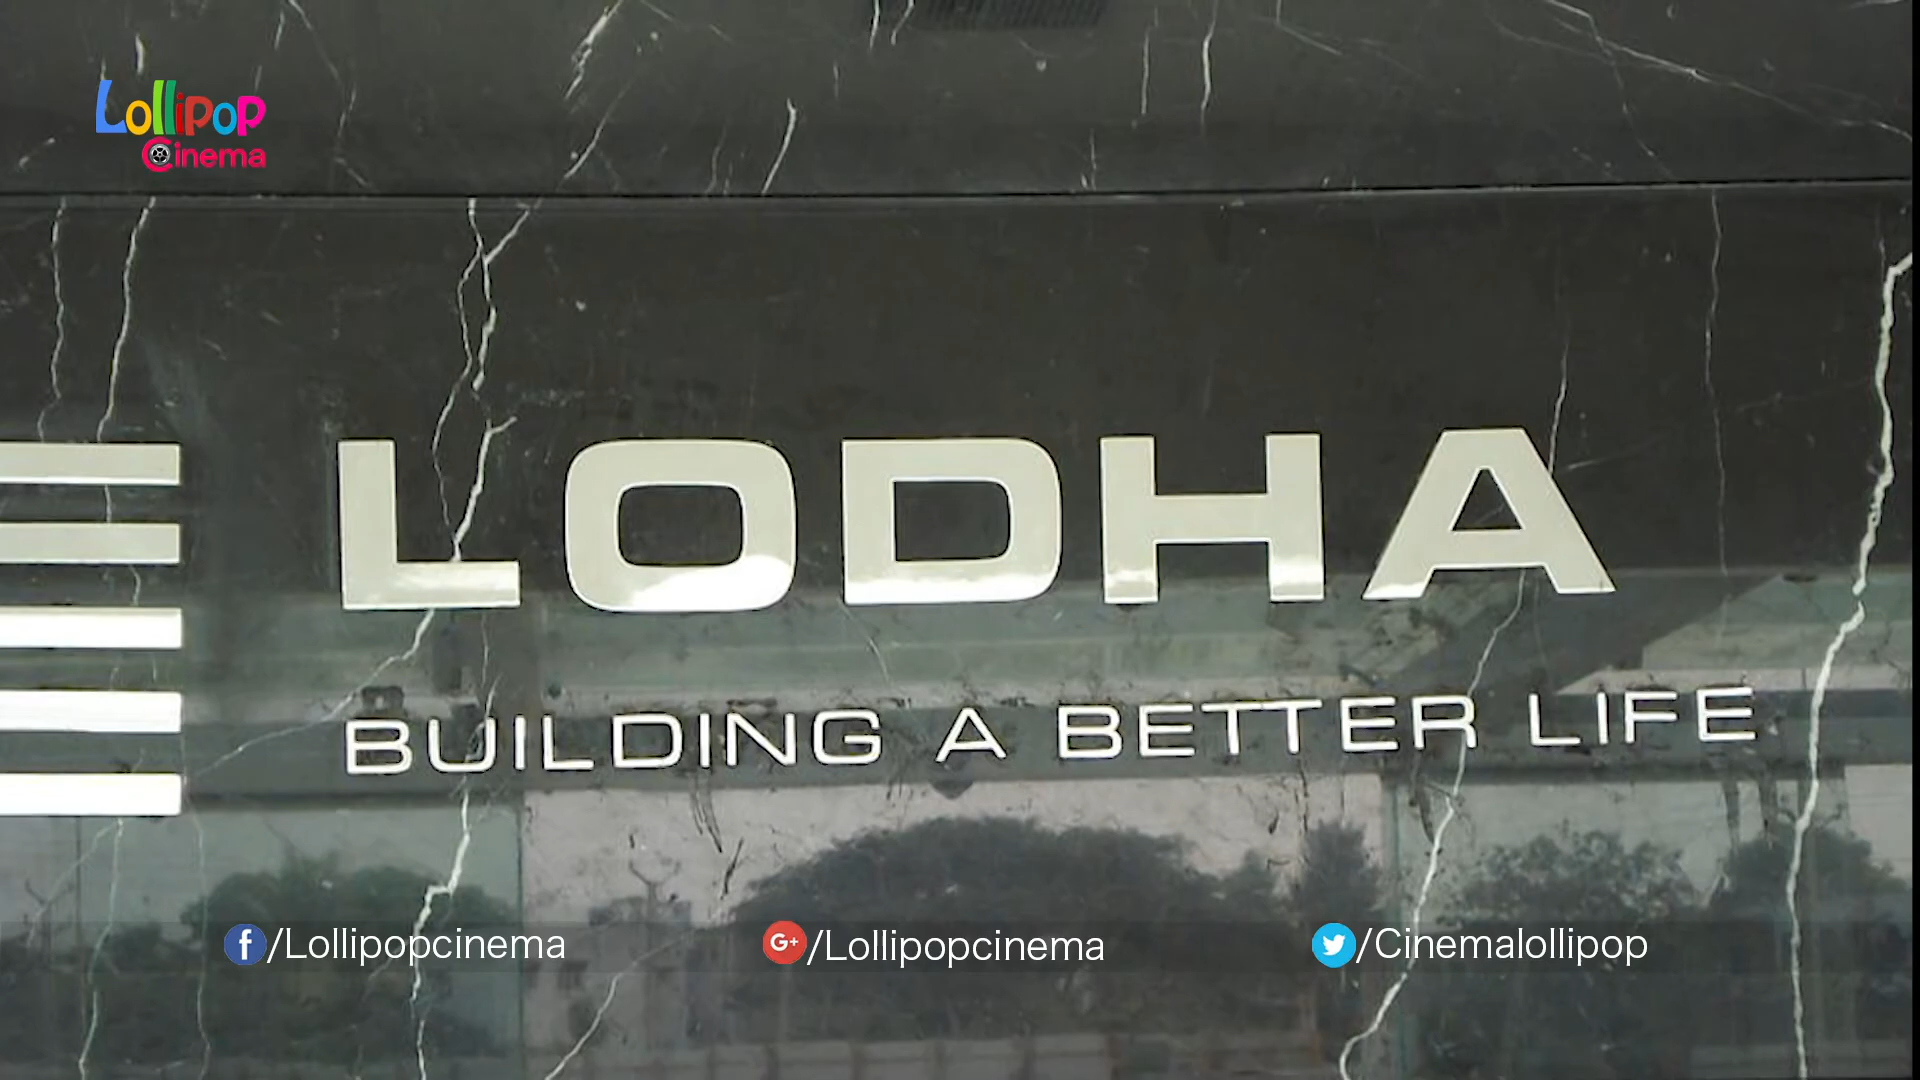 Lollipop
Cinema
LODHA
BUILDING A BETTER LIFE
/Lollipopcinema
/Lollipopcinema
/Cinemalollipop